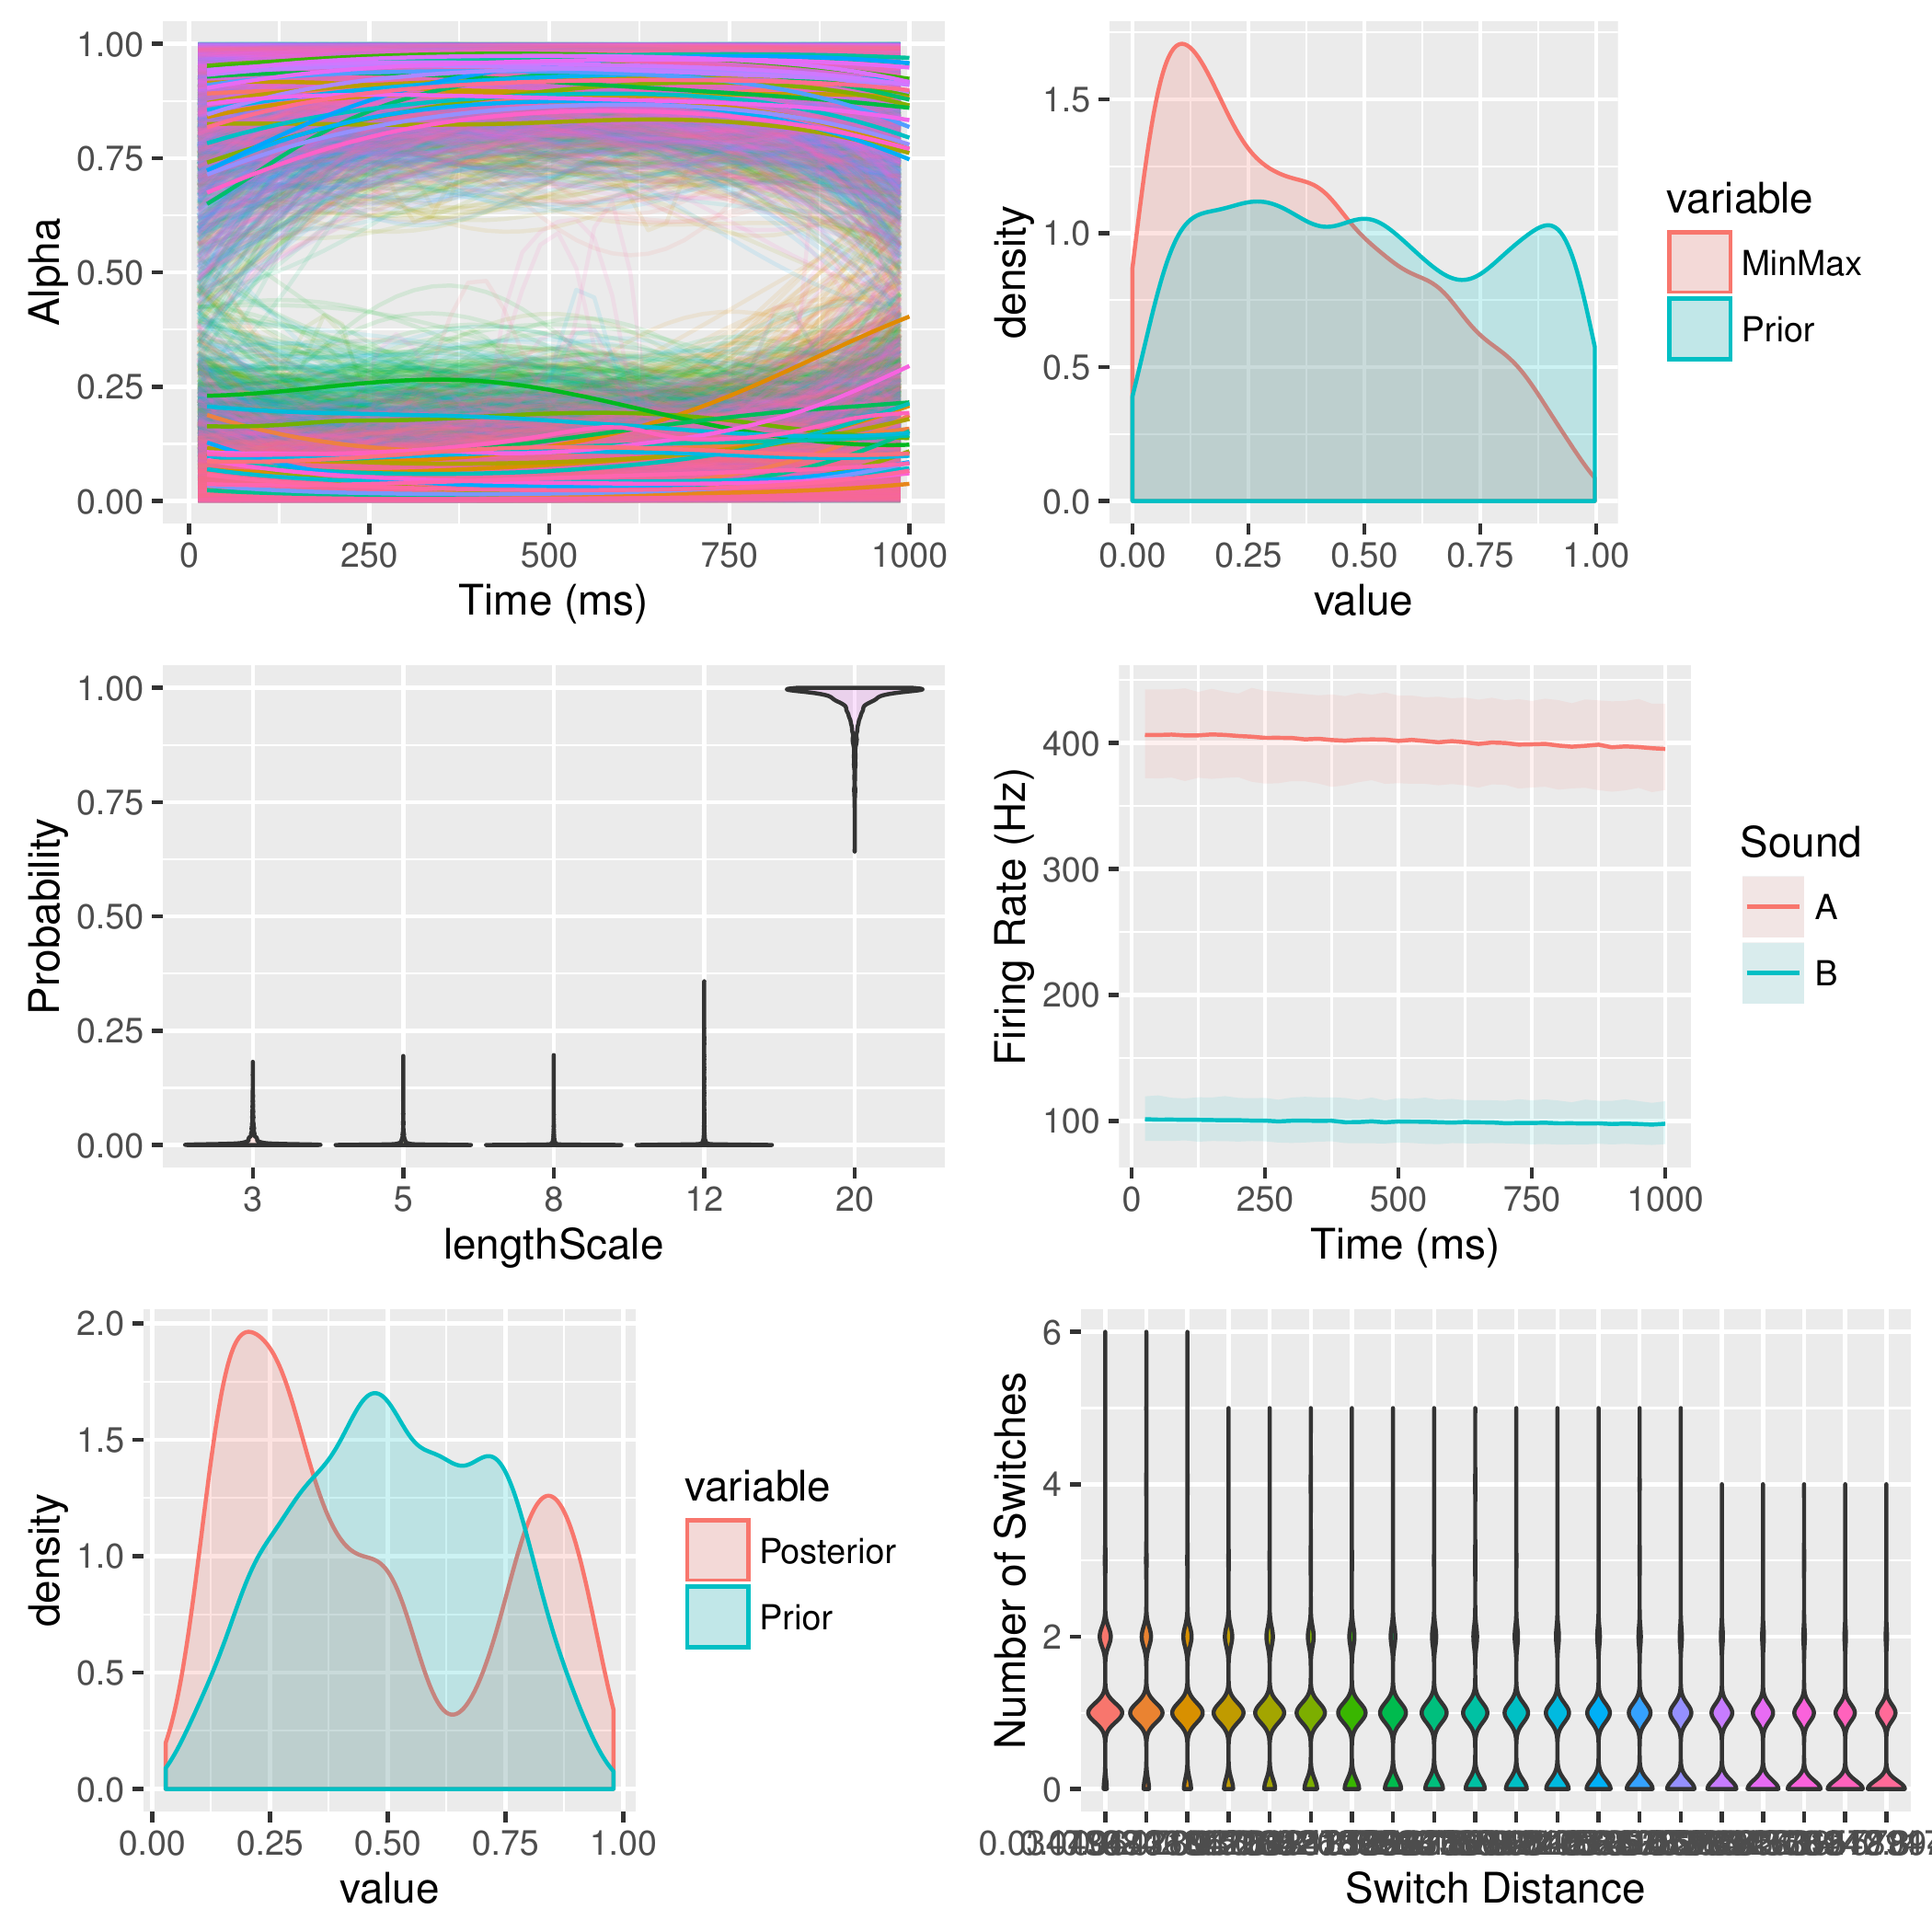 1.00
0.75
0.50
0.25
0.00
Alpha
0 250 500 750 1000
Time (ms)
1.5
1.0
0.5
0.0
density
0.00 0.25 0.50 0.75 1.00
value
variable
MinMax
Prior
1.00
0.75
0.50
0.25
0.00
Probability
3 5 8 12 20
lengthScale
400
300
200
100
Firing Rate (Hz)
0 250 500 750 1000
Time (ms)
Sound
A
B
2.0
1.5
1.0
0.5
0.0
density
0.00 0.25 0.50 0.75 1.00
value
variable
Posterior
Prior
6
4
2
0
Number of Switches
Switch Distance